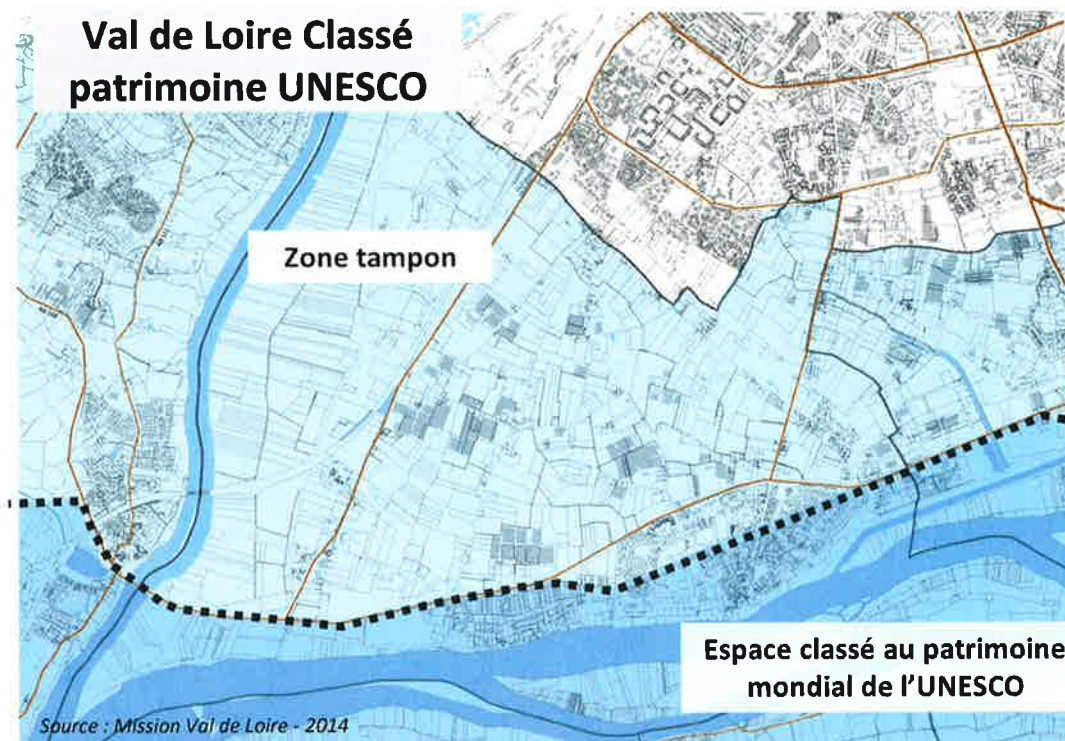 Val de Loire Classé
patrimoine UNESCO
Zone tampon
Espace classé au patrimoine
mondial de l'UNESCO
Source : Mission Val de Loire - 2014